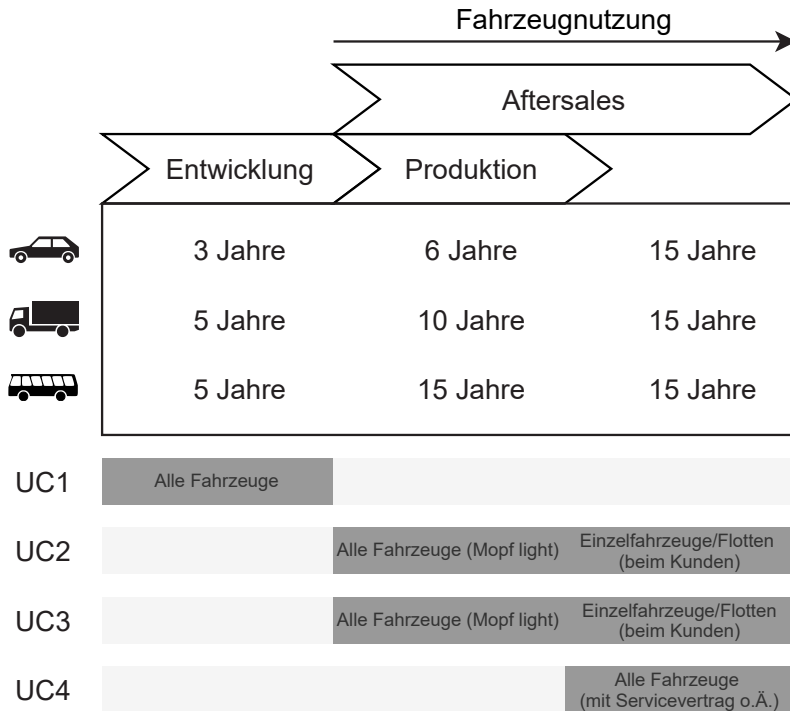 Fahrzeugnutzung
Aftersales
Entwicklung
Produktion
3 Jahre
6 Jahre
15 Jahre
5 Jahre
10 Jahre
15 Jahre
5 Jahre
15 Jahre
15 Jahre
UC1
Alle Fahrzeuge
UC2
Alle Fahrzeuge (Mopf light)
Einzelfahrzeuge/Flotten
(beim Kunden)
UC3
Alle Fahrzeuge (Mopf light)
Einzelfahrzeuge/Flotten
(beim Kunden)
UC4
Alle Fahrzeuge
(mit Servicevertrag o.Ä.)